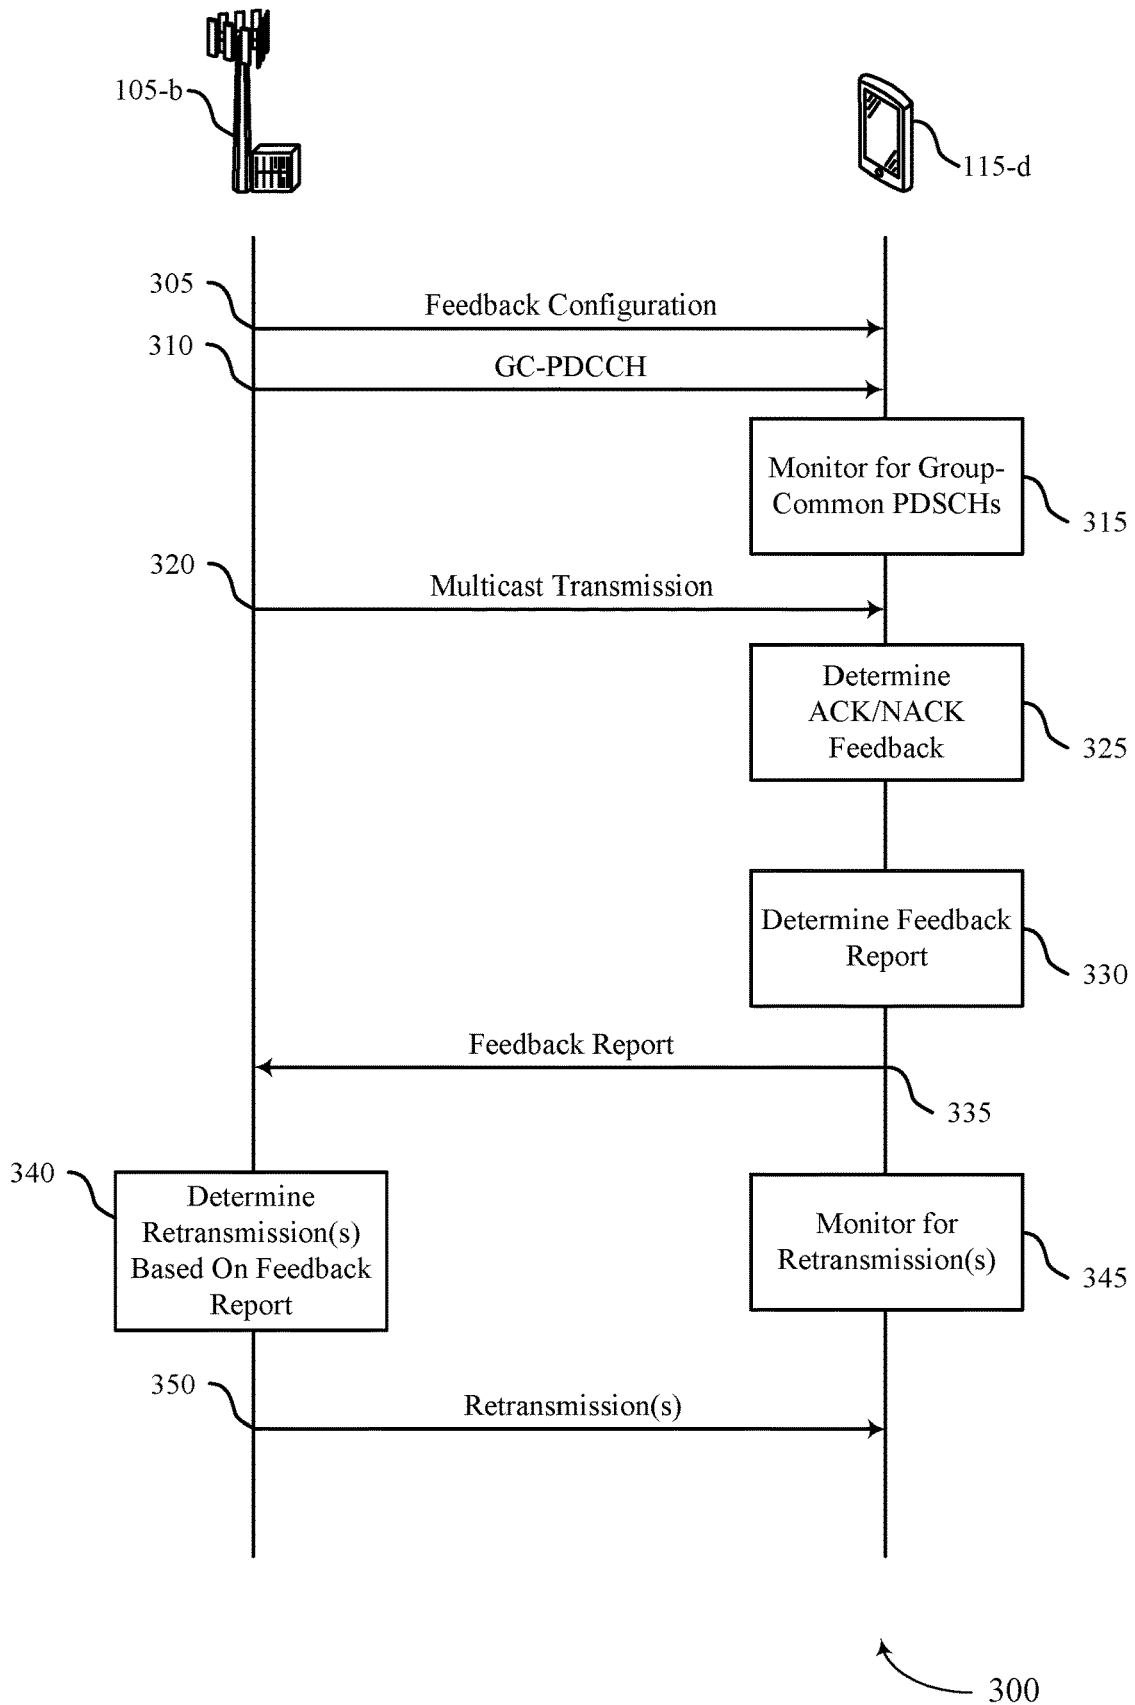 105-b
115-d
305
Feedback Configuration
310
GC-PDCCH
Monitor for Group-
Common PDSCHs
315
320
Multicast Transmission
Determine
ACK/NACK
Feedback
325
Determine Feedback
Report
330
Feedback Report
335
340
Determine
Retransmission(s)
Based On Feedback
Report
Monitor for
Retransmission(s)
345
350
Retransmission(s)
300